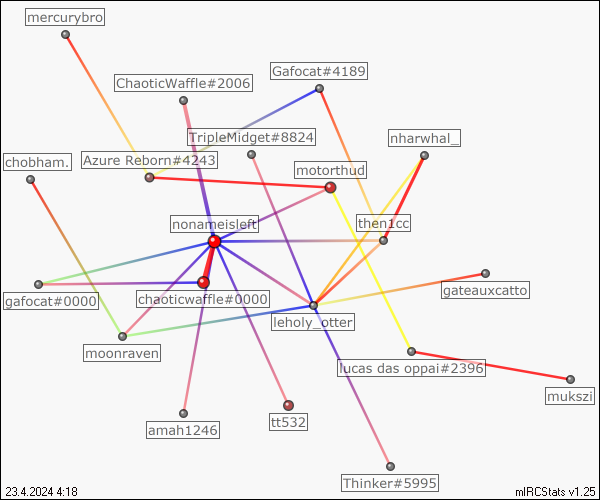 mercurybro
Gafocat#4189
ChaoticWaffle#2006
TripleMidget#8824
nharwhal_
chobham.
Azure Reborn#4243
motorthud
nonameisleft
then1cc
gafocat#0000
chaoticwaffle#0000
gateauxcatto
leholy_otter
moonraven
lucas das oppai#2396
mukszi
amah1246
tt532
Thinker#5995
23.4.2024 4:18
mIRCStats v1.25